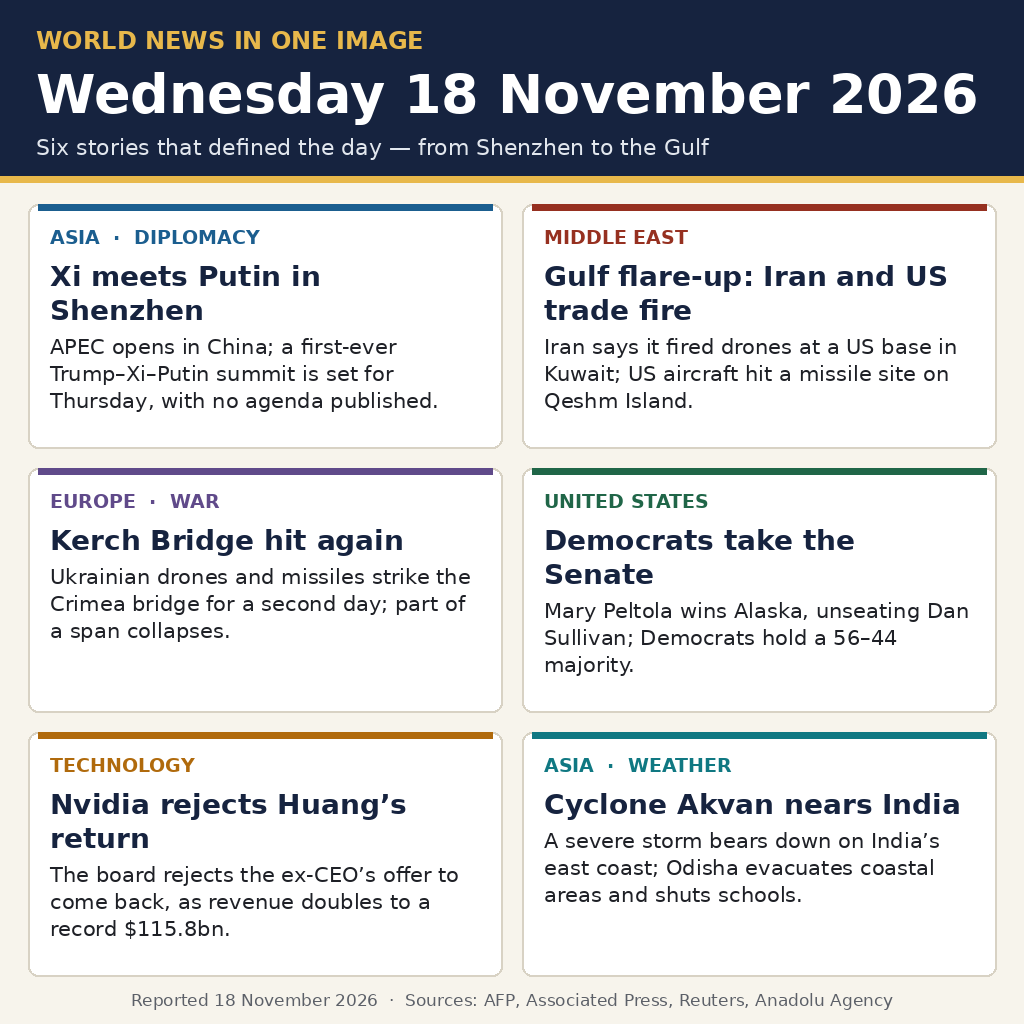 WORLD NEWS IN ONE IMAGE
Wednesday 18 November 2026
Six stories that defined the day — from Shenzhen to the Gulf
ASIA · DIPLOMACY
Xi meets Putin in
Shenzhen
APEC opens in China; a first-ever
Trump–Xi–Putin summit is set for
Thursday, with no agenda published.
MIDDLE EAST
Gulf flare-up: Iran and US
trade fire
Iran says it fired drones at a US base in
Kuwait; US aircraft hit a missile site on
Qeshm Island.
EUROPE · WAR
Kerch Bridge hit again
Ukrainian drones and missiles strike the
Crimea bridge for a second day; part of
a span collapses.
UNITED STATES
Democrats take the
Senate
Mary Peltola wins Alaska, unseating Dan
Sullivan; Democrats hold a 56–44
majority.
TECHNOLOGY
Nvidia rejects Huang’s
return
The board rejects the ex-CEO’s offer to
come back, as revenue doubles to a
record $115.8bn.
ASIA · WEATHER
Cyclone Akvan nears India
A severe storm bears down on India’s
east coast; Odisha evacuates coastal
areas and shuts schools.
Reported 18 November 2026 · Sources: AFP, Associated Press, Reuters, Anadolu Agency